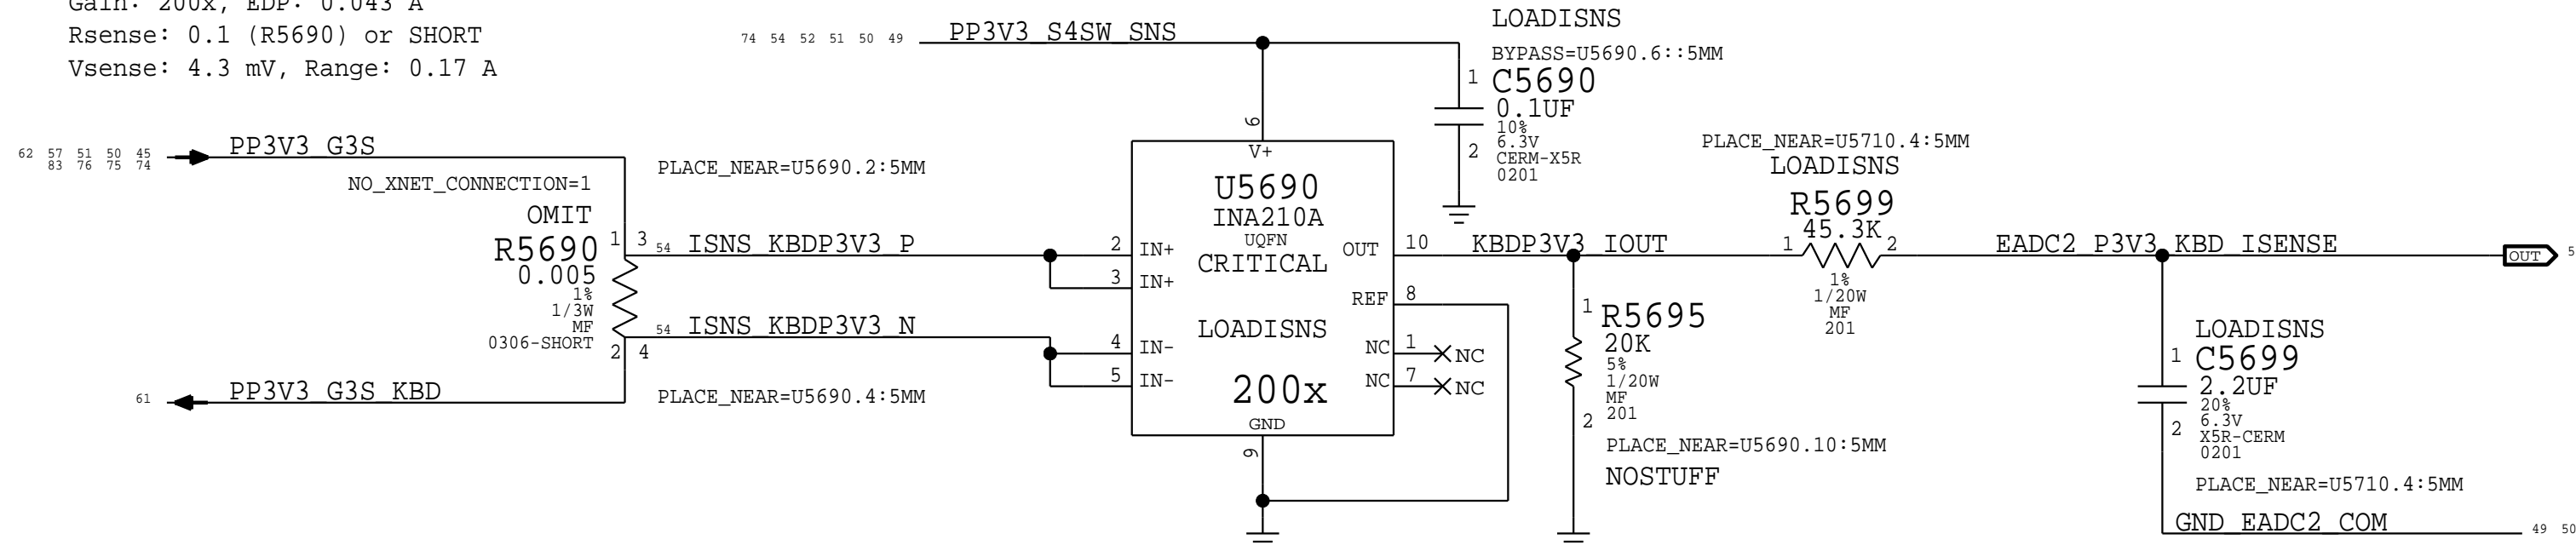 Gain: 200x, EDP: 0.043 A
Rsense: 0.1 (R5690) or SHORT
Vsense: 4.3 mV, Range: 0.17 A
74 54 52 51 50 49
PP3V3_S4SW_SNS
LOADISNS
BYPASS=U5690.6::5MM
1
C5690
0.1UF
10%
6.3V
CERM-X5R
0201
2
62 57 51 50 45
83 76 75 74
PP3V3_G3S
NO_XNET_CONNECTION=1
PLACE_NEAR=U5690.2:5MM
OMIT
R5690
0.005
1%
1/3W
MF
0306-SHORT
1 3
2 4
54 ISNS_KBDP3V3_P
54 ISNS_KBDP3V3_N
61
PP3V3_G3S_KBD
PLACE_NEAR=U5690.4:5MM
6
V+
U5690
INA210A
UQFN
CRITICAL
LOADISNS
200x
2 IN+
3 IN+
4 IN-
5 IN-
OUT 10
REF 8
NC 1 NC
NC 7 NC
GND
9
KBDP3V3_IOUT
1
R5695
20K
5%
1/20W
MF
201
2
PLACE_NEAR=U5690.10:5MM
NOSTUFF
PLACE_NEAR=U5710.4:5MM
LOADISNS
R5699
45.3K
1 2
1%
1/20W
MF
201
EADC2_P3V3_KBD_ISENSE
OUT
5
LOADISNS
1
C5699
2.2UF
20%
6.3V
X5R-CERM
0201
2
PLACE_NEAR=U5710.4:5MM
GND_EADC2_COM
49 50